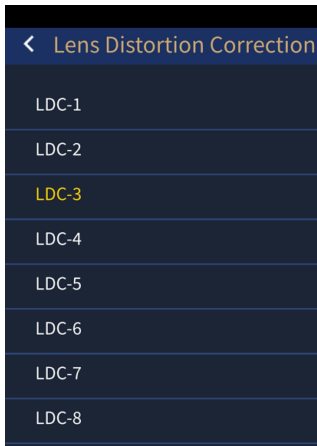 Lens Distortion Correction
LDC-1
LDC-2
LDC-3
LDC-4
LDC-5
LDC-6
LDC-7
LDC-8